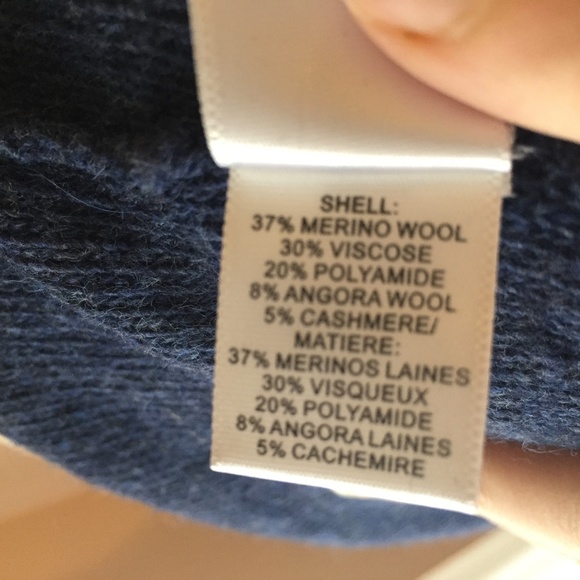 SHELL:
37% MERINO WOOL
30% VISCOSE
20% POLYAMIDE
8% ANGORA WOOL
5% CASHMERE/
MATIERE:
37% MERINOS LAINES
30% VISQUEUX
20% POLYAMIDE
8% ANGORA LAINES
5% CACHEMIRE